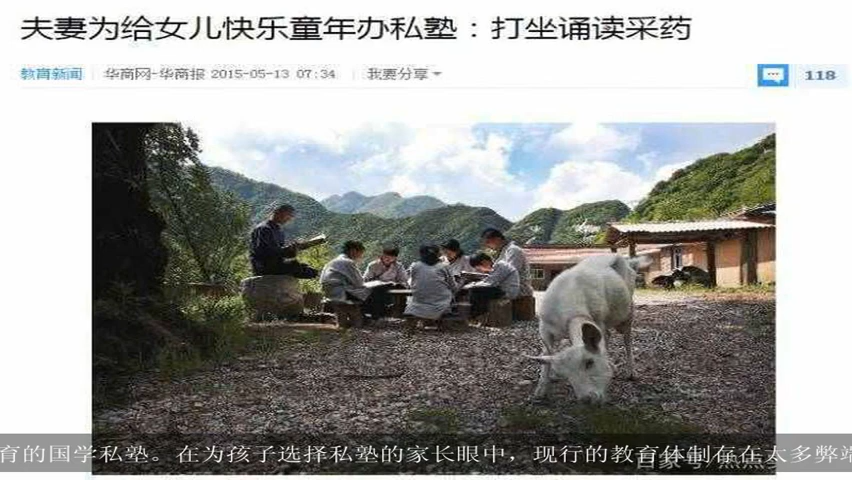 夫妻为给女儿快乐童年办私塾：打坐诵读采药
教育新闻 华商网-华商报 2015-05-13 07:34 我要分享 118
育的国学私塾。在为孩子选择私塾的家长眼中，现行的教育体制存在太多弊端
百家号/